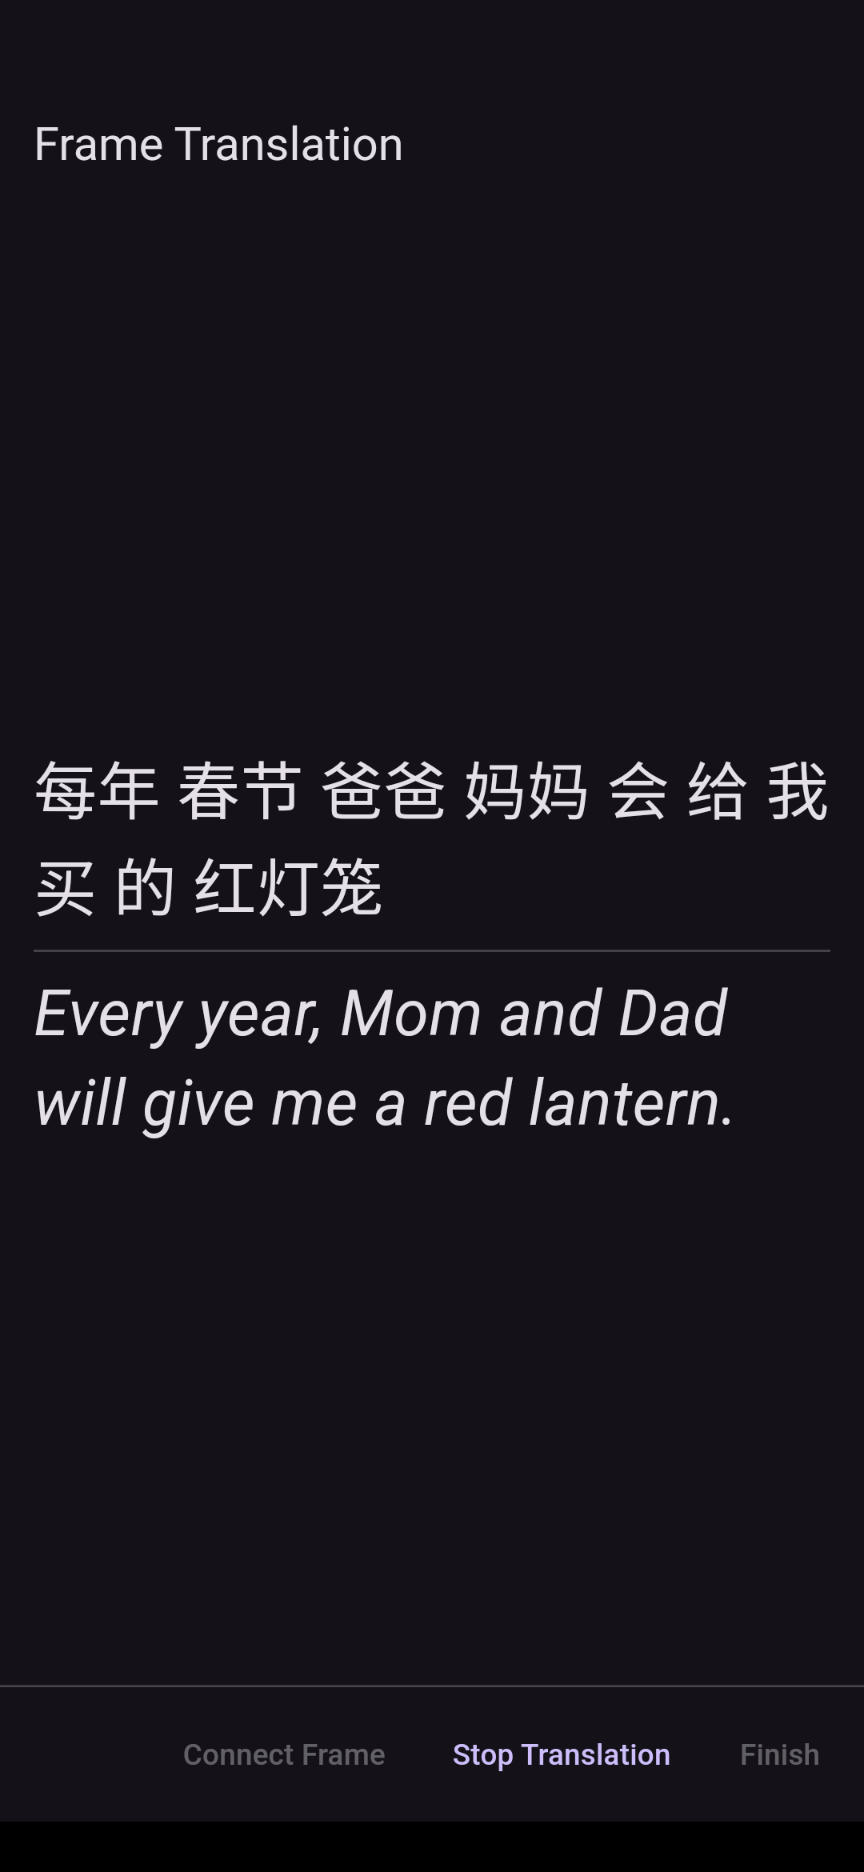 Frame Translation
每年 春节 爸爸 妈妈 会 给 我
买 的 红灯笼
Every year, Mom and Dad
will give me a red lantern.
Connect Frame Stop Translation Finish